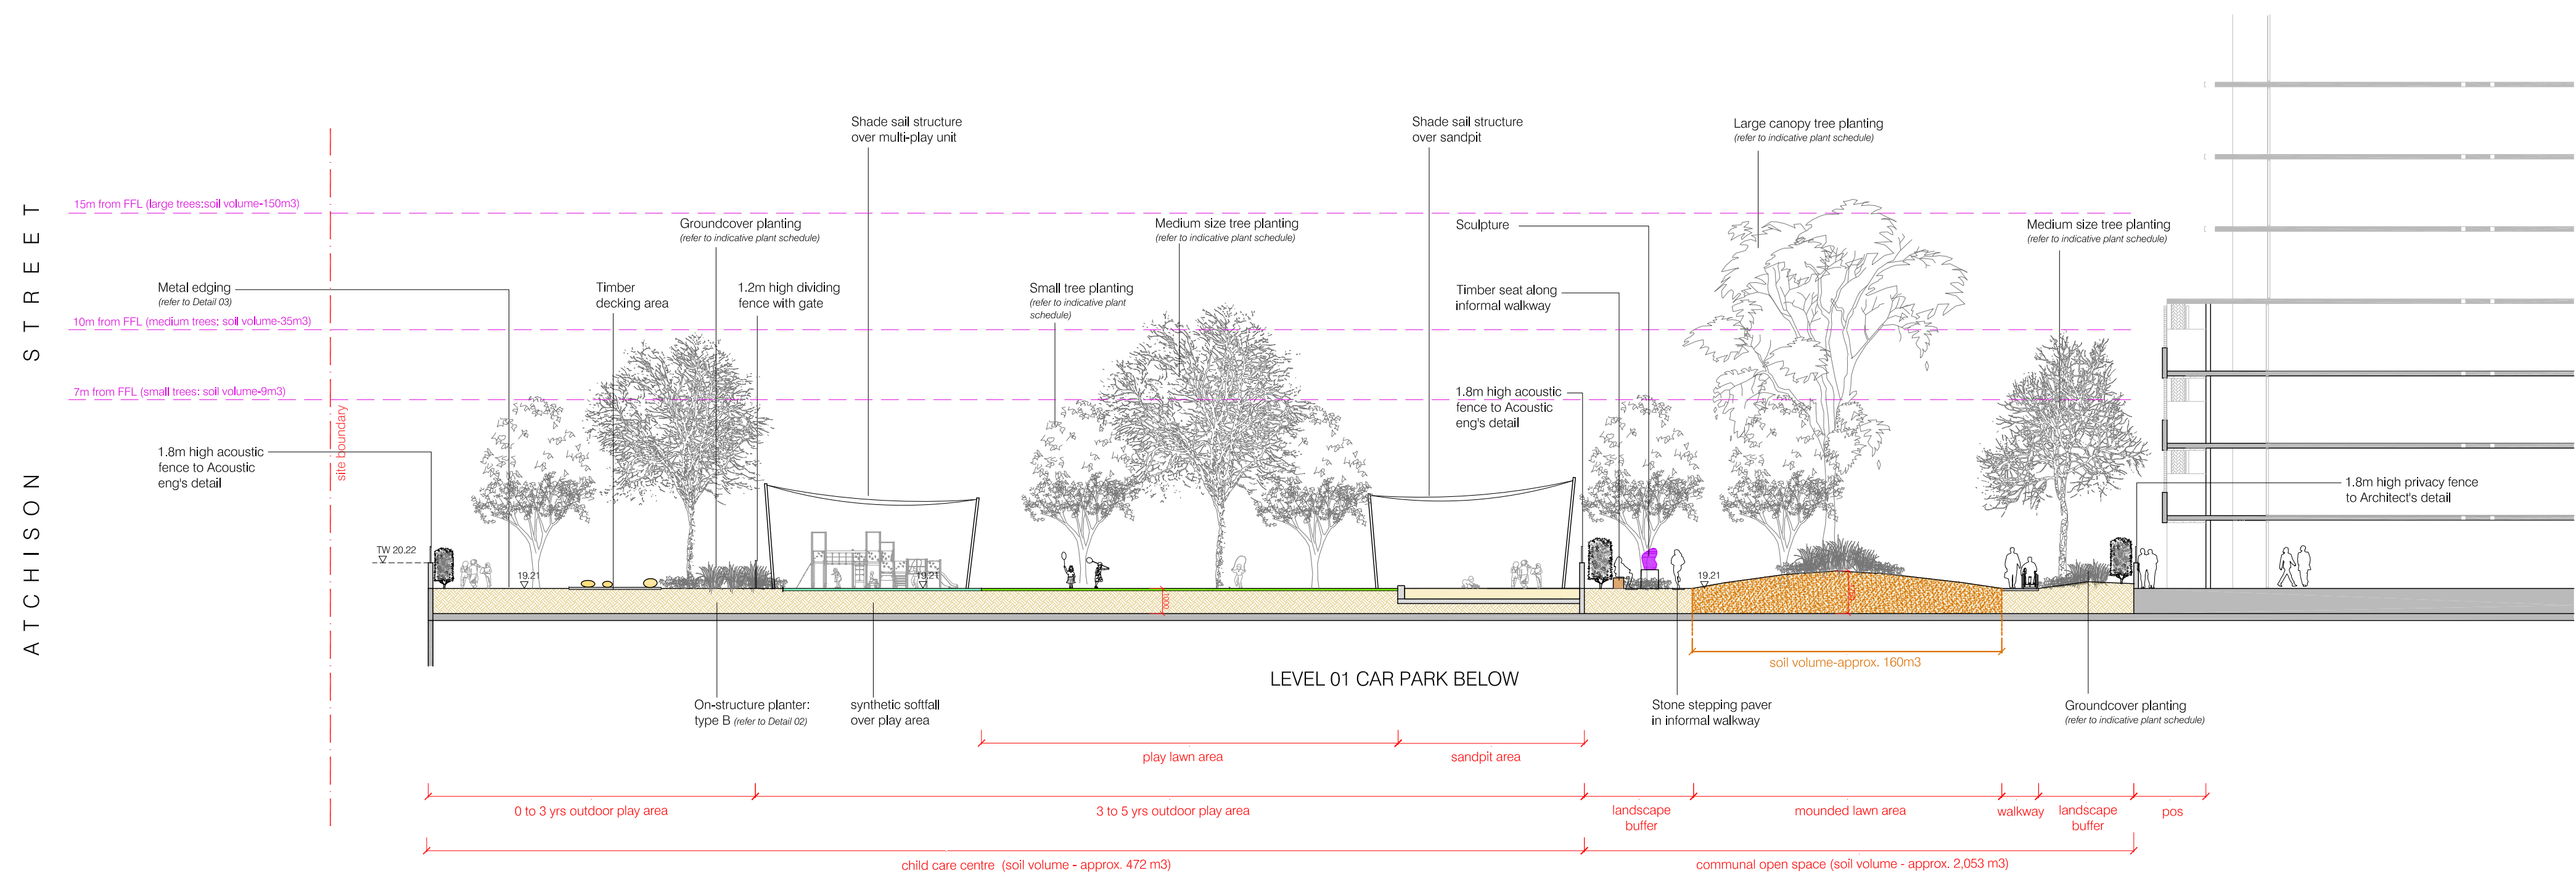 ATCHISON STREET
15m from FFL (large trees:soil volume-150m3)
10m from FFL (medium trees: soil volume-35m3)
7m from FFL (small trees: soil volume-9m3)
site boundary
Metal edging
(refer to Detail 03)
1.8m high acoustic
fence to Acoustic
eng's detail
TW 20.22
Timber
decking area
Groundcover planting
(refer to indicative plant schedule)
1.2m high dividing
fence with gate
Shade sail structure
over multi-play unit
Small tree planting
(refer to indicative plant
schedule)
Medium size tree planting
(refer to indicative plant schedule)
Shade sail structure
over sandpit
Sculpture
Timber seat along
informal walkway
1.8m high acoustic
fence to Acoustic
eng's detail
Large canopy tree planting
(refer to indicative plant schedule)
Medium size tree planting
(refer to indicative plant schedule)
1.8m high privacy fence
to Architect's detail
19.21
19.21
19.21
1000
soil volume-approx. 160m3
LEVEL 01 CAR PARK BELOW
On-structure planter:
type B (refer to Detail 02)
synthetic softfall
over play area
Stone stepping paver
in informal walkway
Groundcover planting
(refer to indicative plant schedule)
play lawn area
sandpit area
0 to 3 yrs outdoor play area
3 to 5 yrs outdoor play area
landscape
buffer
mounded lawn area
walkway
landscape
buffer
pos
child care centre (soil volume - approx. 472 m3)
communal open space (soil volume - approx. 2,053 m3)